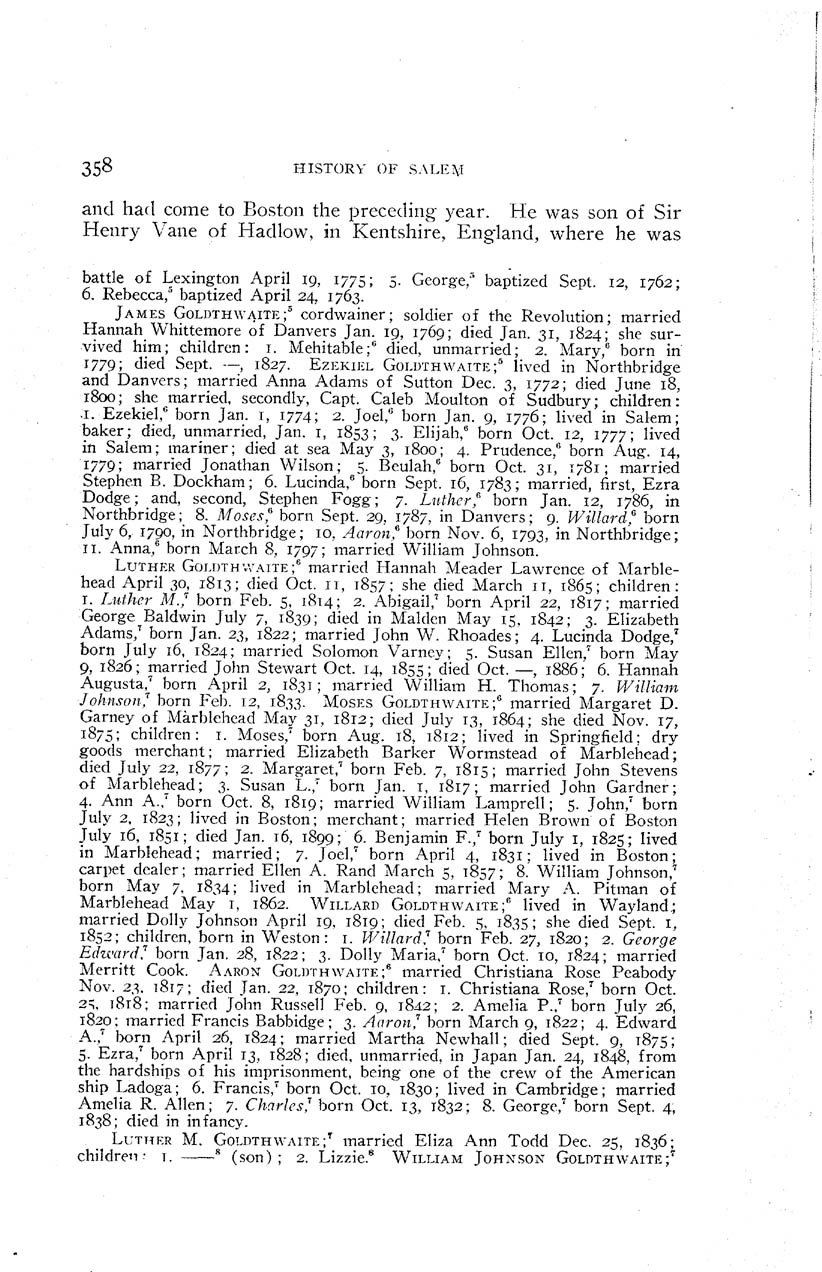 358 HISTORY OF SALEM
and had come to Boston the preceding year. He was son of Sir
Henry Vane of Hadlow, in Kentshire, England, where he was
battle of Lexington April 19, 1775; 5. George,⁵ baptized Sept. 12, 1762;
6. Rebecca,⁵ baptized April 24, 1763.
JAMES GOLDTHWAITE;⁵ cordwainer; soldier of the Revolution; married
Hannah Whittemore of Danvers Jan. 19, 1769; died Jan. 31, 1824; she sur-
vived him; children: 1. Mehitable;⁶ died, unmarried; 2. Mary,⁶ born in
1779; died Sept. —, 1827. EZEKIEL GOLDTHWAITE;⁵ lived in Northbridge
and Danvers; married Anna Adams of Sutton Dec. 3, 1772; died June 18,
1800; she married, secondly, Capt. Caleb Moulton of Sudbury; children:
1. Ezekiel,⁶ born Jan. 1, 1774; 2. Joel,⁶ born Jan. 9, 1776; lived in Salem;
baker; died, unmarried, Jan. 1, 1853; 3. Elijah,⁶ born Oct. 12, 1777; lived
in Salem; mariner; died at sea May 3, 1800; 4. Prudence,⁶ born Aug. 14,
1779; married Jonathan Wilson; 5. Beulah,⁶ born Oct. 31, 1781; married
Stephen B. Dockham; 6. Lucinda,⁶ born Sept. 16, 1783; married, first, Ezra
Dodge; and, second, Stephen Fogg; 7. Luther,⁶ born Jan. 12, 1786, in
Northbridge; 8. Moses,⁶ born Sept. 29, 1787, in Danvers; 9. Willard,⁶ born
July 6, 1790, in Northbridge; 10, Aaron,⁶ born Nov. 6, 1793, in Northbridge;
11. Anna,⁶ born March 8, 1797; married William Johnson.
LUTHER GOLDTHWAITE;⁶ married Hannah Meader Lawrence of Marble-
head April 30, 1813; died Oct. 11, 1857; she died March 11, 1865; children:
1. Luther M.,⁷ born Feb. 5, 1814; 2. Abigail,⁷ born April 22, 1817; married
George Baldwin July 7, 1839; died in Malden May 15, 1842; 3. Elizabeth
Adams,⁷ born Jan. 23, 1822; married John W. Rhoades; 4. Lucinda Dodge,⁷
born July 16, 1824; married Solomon Varney; 5. Susan Ellen,⁷ born May
9, 1826; married John Stewart Oct. 14, 1855; died Oct. —, 1886; 6. Hannah
Augusta,⁷ born April 2, 1831; married William H. Thomas; 7. William
Johnson,⁷ born Feb. 12, 1833. MOSES GOLDTHWAITE;⁶ married Margaret D.
Garney of Marblehead May 31, 1812; died July 13, 1864; she died Nov. 17,
1875; children: 1. Moses,⁷ born Aug. 18, 1812; lived in Springfield; dry
goods merchant; married Elizabeth Barker Wormstead of Marblehead;
died July 22, 1877; 2. Margaret,⁷ born Feb. 7, 1815; married John Stevens
of Marblehead; 3. Susan L.,⁷ born Jan. 1, 1817; married John Gardner;
4. Ann A.,⁷ born Oct. 8, 1819; married William Lamprell; 5. John,⁷ born
July 2, 1823; lived in Boston; merchant; married Helen Brown of Boston
July 16, 1851; died Jan. 16, 1899; 6. Benjamin F.,⁷ born July 1, 1825; lived
in Marblehead; married; 7. Joel,⁷ born April 4, 1831; lived in Boston;
carpet dealer; married Ellen A. Rand March 5, 1857; 8. William Johnson,⁷
born May 7, 1834; lived in Marblehead; married Mary A. Pitman of
Marblehead May 1, 1862. WILLARD GOLDTHWAITE;⁶ lived in Wayland;
married Dolly Johnson April 19, 1819; died Feb. 5, 1835; she died Sept. 1,
1852; children, born in Weston: 1. Willard,⁷ born Feb. 27, 1820; 2. George
Edward,⁷ born Jan. 28, 1822; 3. Dolly Maria,⁷ born Oct. 10, 1824; married
Merritt Cook. AARON GOLDTHWAITE;⁶ married Christiana Rose Peabody
Nov. 23, 1817; died Jan. 22, 1870; children: 1. Christiana Rose,⁷ born Oct.
25, 1818; married John Russell Feb. 9, 1842; 2. Amelia P.,⁷ born July 26,
1820; married Francis Babbidge; 3. Aaron,⁷ born March 9, 1822; 4. Edward
A.,⁷ born April 26, 1824; married Martha Newhall; died Sept. 9, 1875;
5. Ezra,⁷ born April 13, 1828; died, unmarried, in Japan Jan. 24, 1848, from
the hardships of his imprisonment, being one of the crew of the American
ship Ladoga; 6. Francis,⁷ born Oct. 10, 1830; lived in Cambridge; married
Amelia R. Allen; 7. Charles,⁷ born Oct. 13, 1832; 8. George,⁷ born Sept. 4,
1838; died in infancy.
LUTHER M. GOLDTHWAITE;⁷ married Eliza Ann Todd Dec. 25, 1836;
children: 1. ——⁸ (son); 2. Lizzie.⁸ WILLIAM JOHNSON GOLDTHWAITE;⁷